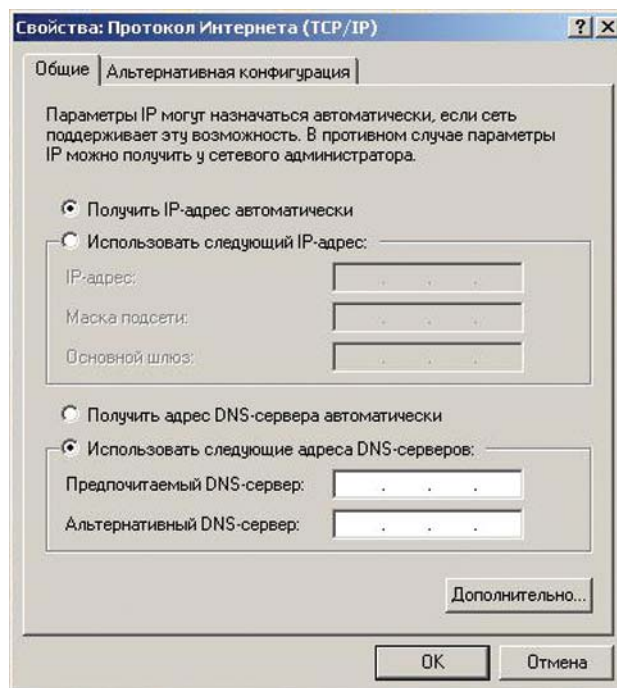 Свойства: Протокол Интернета (TCP/IP)
Общие
Альтернативная конфигурация
Параметры IP могут назначаться автоматически, если сеть
поддерживает эту возможность. В противном случае параметры
IP можно получить у сетевого администратора.
Получить IP-адрес автоматически
Использовать следующий IP-адрес:
IP-адрес:
Маска подсети:
Основной шлюз:
Получить адрес DNS-сервера автоматически
Использовать следующие адреса DNS-серверов:
Предпочитаемый DNS-сервер:
Альтернативный DNS-сервер:
Дополнительно...
OK
Отмена